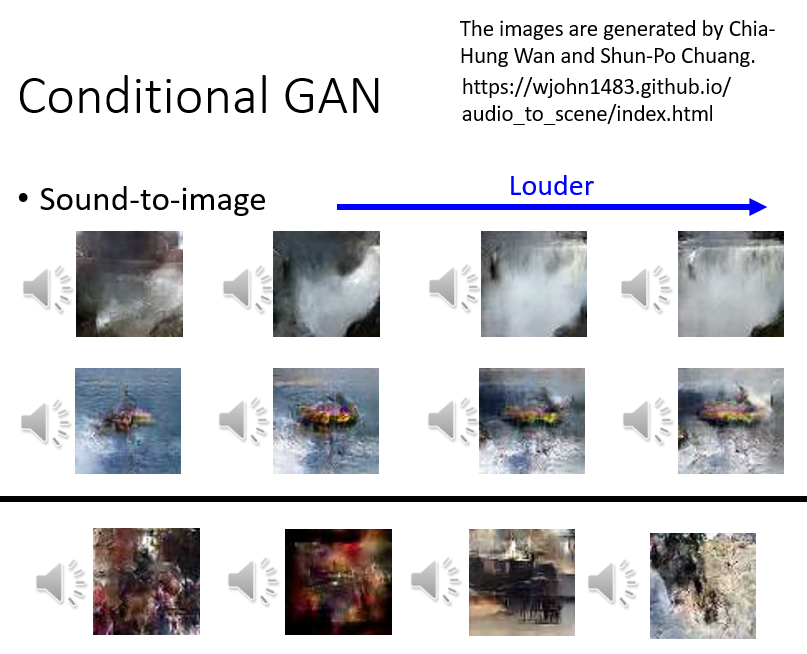 The images are generated by Chia-
Hung Wan and Shun-Po Chuang.
https://wjohn1483.github.io/
audio_to_scene/index.html
Conditional GAN
• Sound-to-image
Louder